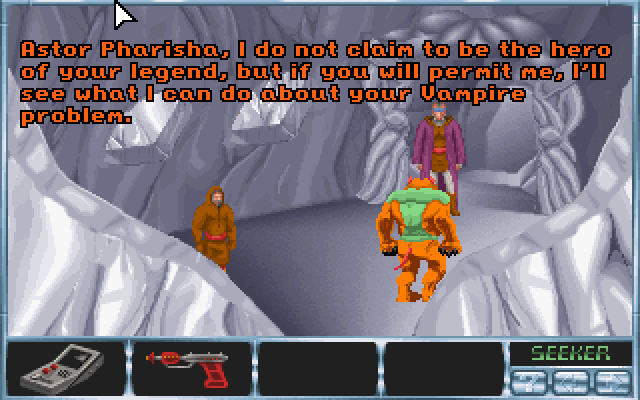 Astor Pharisha, I do not claim to be the hero
of your legend, but if you will permit me, I'll
see what I can do about your Vampire
problem.
SEEKER